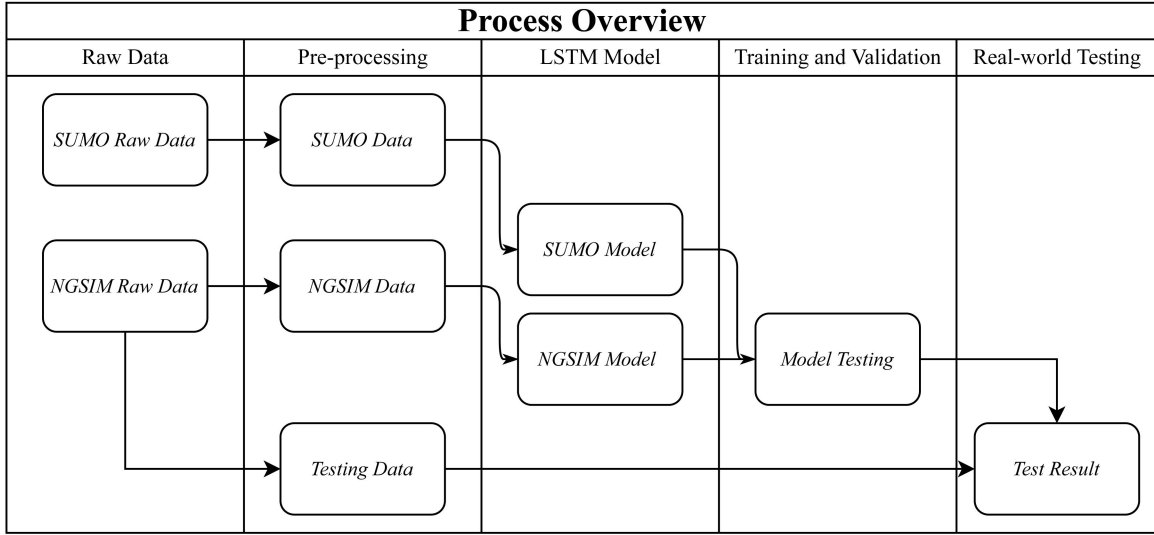 Process Overview
Raw Data
Pre-processing
LSTM Model
Training and Validation
Real-world Testing
SUMO Raw Data
SUMO Data
SUMO Model
NGSIM Raw Data
NGSIM Data
NGSIM Model
Model Testing
Testing Data
Test Result